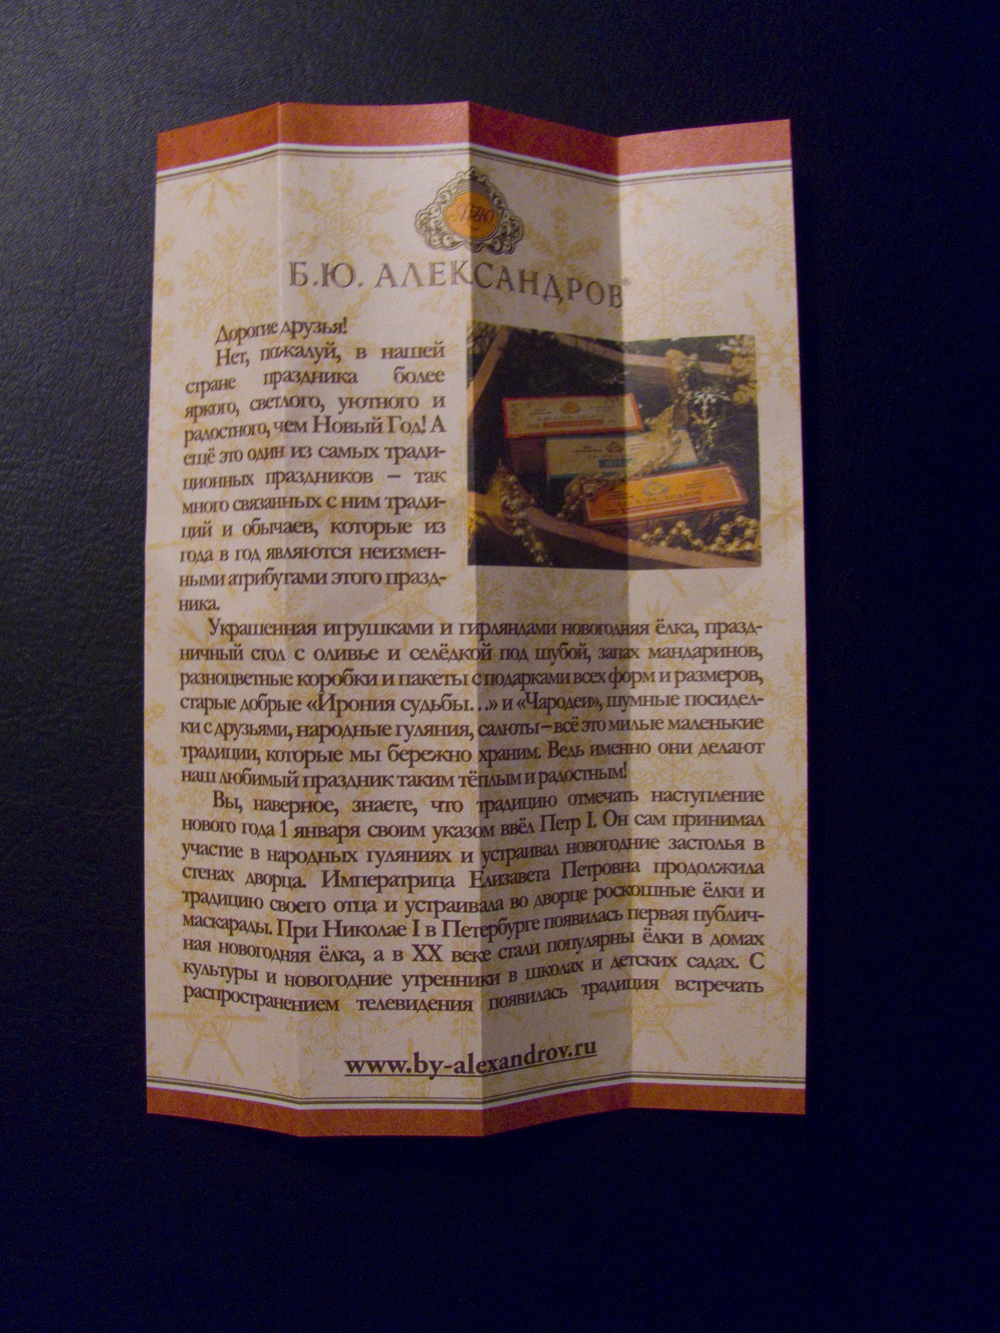 Б.Ю. АЛЕКСАНДРОВ®
Дорогие друзья!
Нет, пожалуй, в нашей
стране праздника более
яркого, светлого, уютного и
радостного, чем Новый Год! А
ещё это один из самых тради-
ционных праздников – так
много связанных с ним тради-
ций и обычаев, которые из
года в год являются неизмен-
ными атрибутами этого празд-
ника.
Украшенная игрушками и гирляндами новогодняя ёлка, празд-
ничный стол с оливье и селёдкой под шубой, запах мандаринов,
разноцветные коробки и пакеты с подарками всех форм и размеров,
старые добрые «Ирония судьбы…» и «Чародеи», шумные посидел-
ки с друзьями, народные гуляния, салюты – всё это милые маленькие
традиции, которые мы бережно храним. Ведь именно они делают
наш любимый праздник таким тёплым и радостным!
Вы, наверное, знаете, что традицию отмечать наступление
нового года 1 января своим указом ввёл Петр I. Он сам принимал
участие в народных гуляниях и устраивал новогодние застолья в
стенах дворца. Императрица Елизавета Петровна продолжила
традицию своего отца и устраивала во дворце роскошные ёлки и
маскарады. При Николае I в Петербурге появилась первая публич-
ная новогодняя ёлка, а в XX веке стали популярны ёлки в домах
культуры и новогодние утренники в школах и детских садах. С
распространением телевидения появилась традиция встречать
www.by-alexandrov.ru